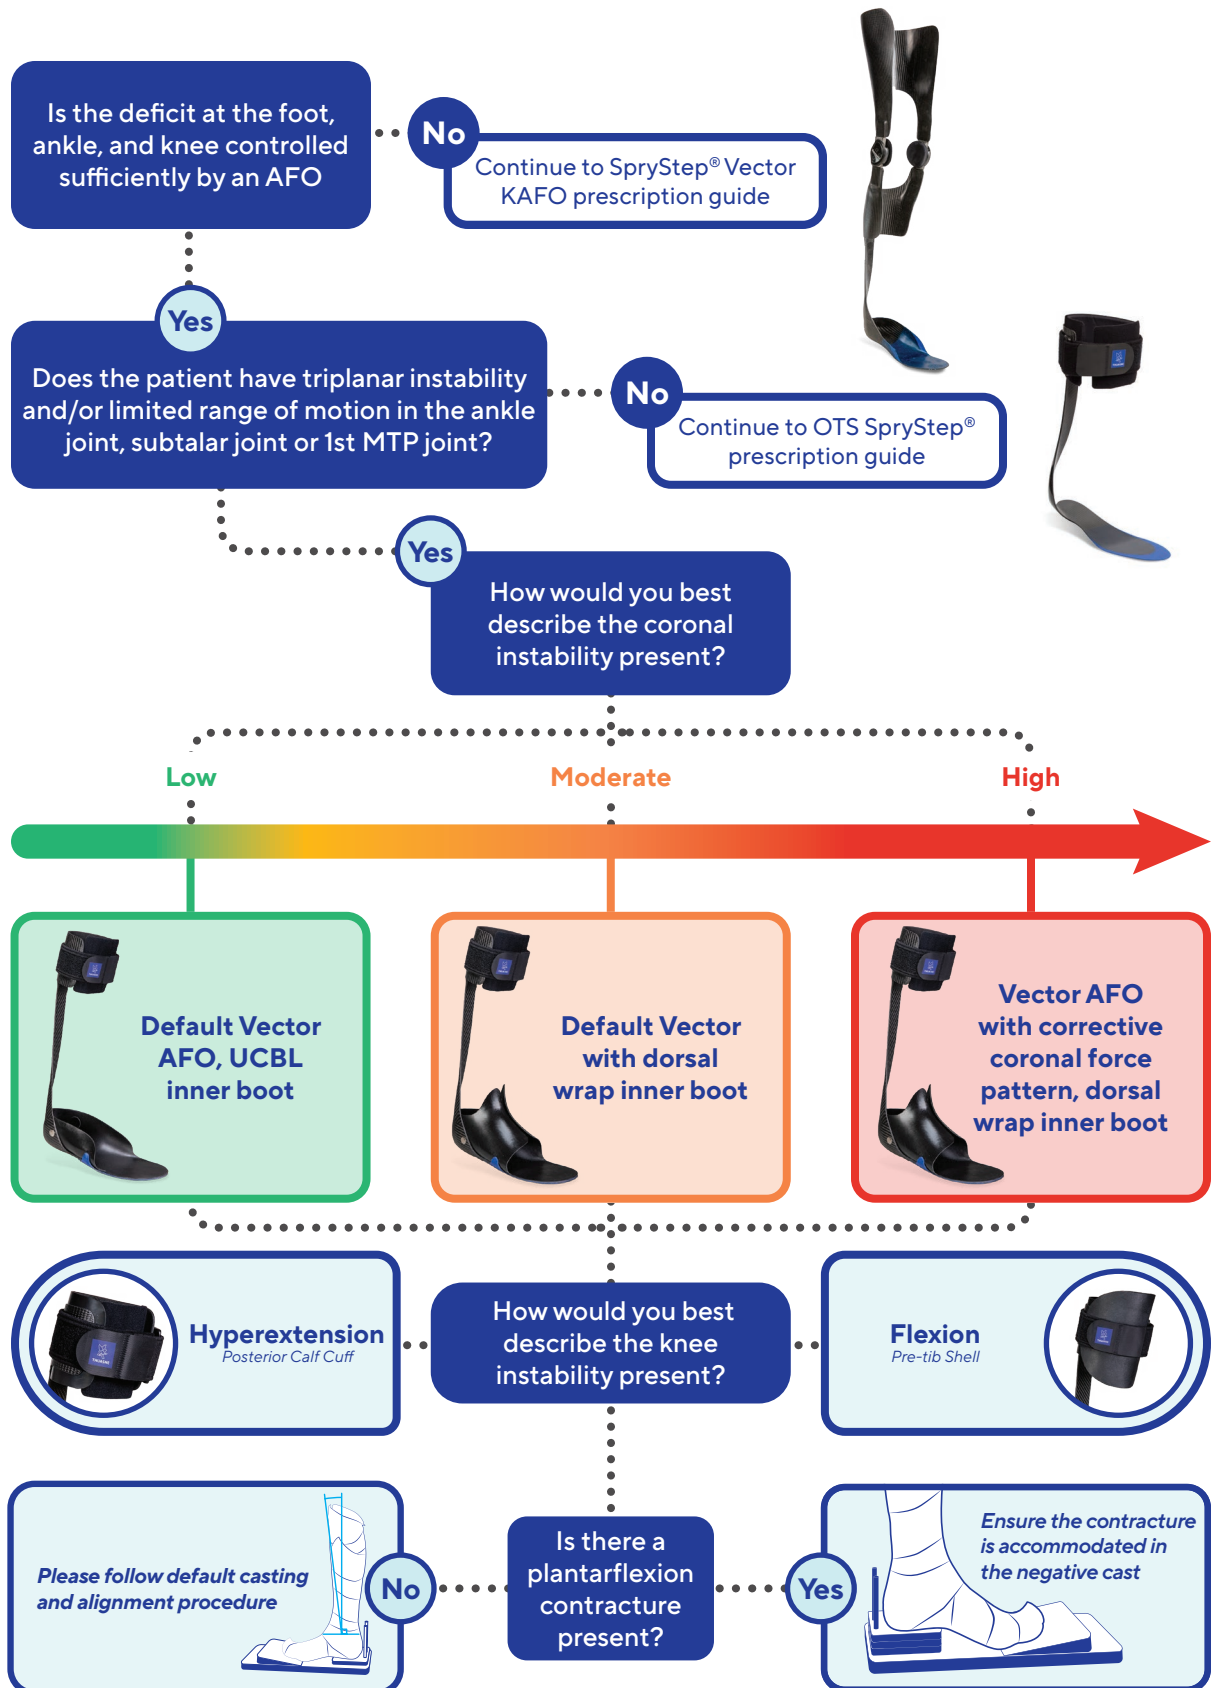 Is the deficit at the foot,
ankle, and knee controlled
sufficiently by an AFO
No
Continue to SpryStep® Vector
KAFO prescription guide
Yes
Does the patient have triplanar instability
and/or limited range of motion in the ankle
joint, subtalar joint or 1st MTP joint?
No
Continue to OTS SpryStep®
prescription guide
Yes
How would you best
describe the coronal
instability present?
Low
Moderate
High
Default Vector
AFO, UCBL
inner boot
Default Vector
with dorsal
wrap inner boot
Vector AFO
with corrective
coronal force
pattern, dorsal
wrap inner boot
Hyperextension
Posterior Calf Cuff
How would you best
describe the knee
instability present?
Flexion
Pre-tib Shell
Please follow default casting
and alignment procedure
No
Is there a
plantarflexion
contracture
present?
Yes
Ensure the contracture
is accommodated in
the negative cast